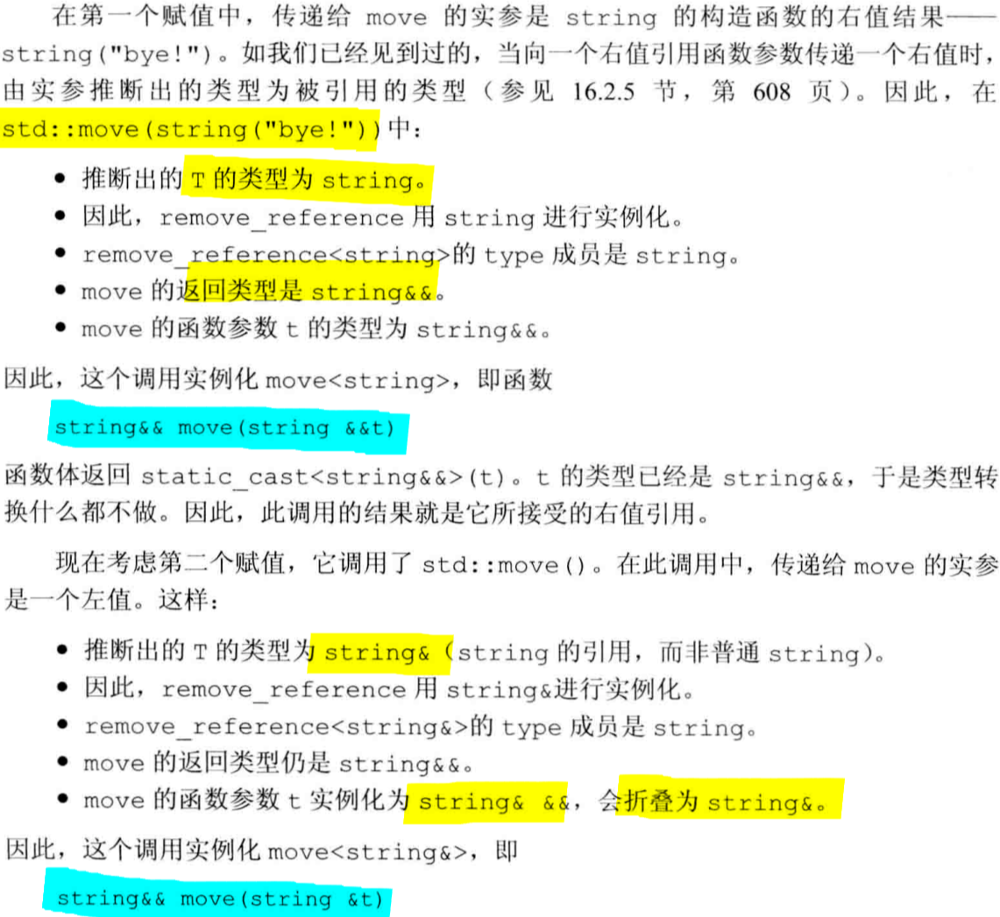 在第一个赋值中，传递给 move 的实参是 string 的构造函数的右值结果——
string("bye!")。如我们已经见到过的，当向一个右值引用函数参数传递一个右值时，
由实参推断出的类型为被引用的类型（参见 16.2.5 节，第 608 页）。因此，在
std::move(string("bye!"))中：
● 推断出的 T 的类型为 string。
● 因此，remove_reference 用 string 进行实例化。
● remove_reference<string>的 type 成员是 string。
● move 的返回类型是 string&&。
● move 的函数参数 t 的类型为 string&&。
因此，这个调用实例化 move<string>，即函数
string&& move(string &&t)
函数体返回 static_cast<string&&>(t)。t 的类型已经是 string&&，于是类型转
换什么都不做。因此，此调用的结果就是它所接受的右值引用。
现在考虑第二个赋值，它调用了 std::move()。在此调用中，传递给 move 的实参
是一个左值。这样：
● 推断出的 T 的类型为 string&（string 的引用，而非普通 string）。
● 因此，remove_reference 用 string&进行实例化。
● remove_reference<string&>的 type 成员是 string。
● move 的返回类型仍是 string&&。
● move 的函数参数 t 实例化为 string& &&，会折叠为 string&。
因此，这个调用实例化 move<string&>，即
string&& move(string &t)